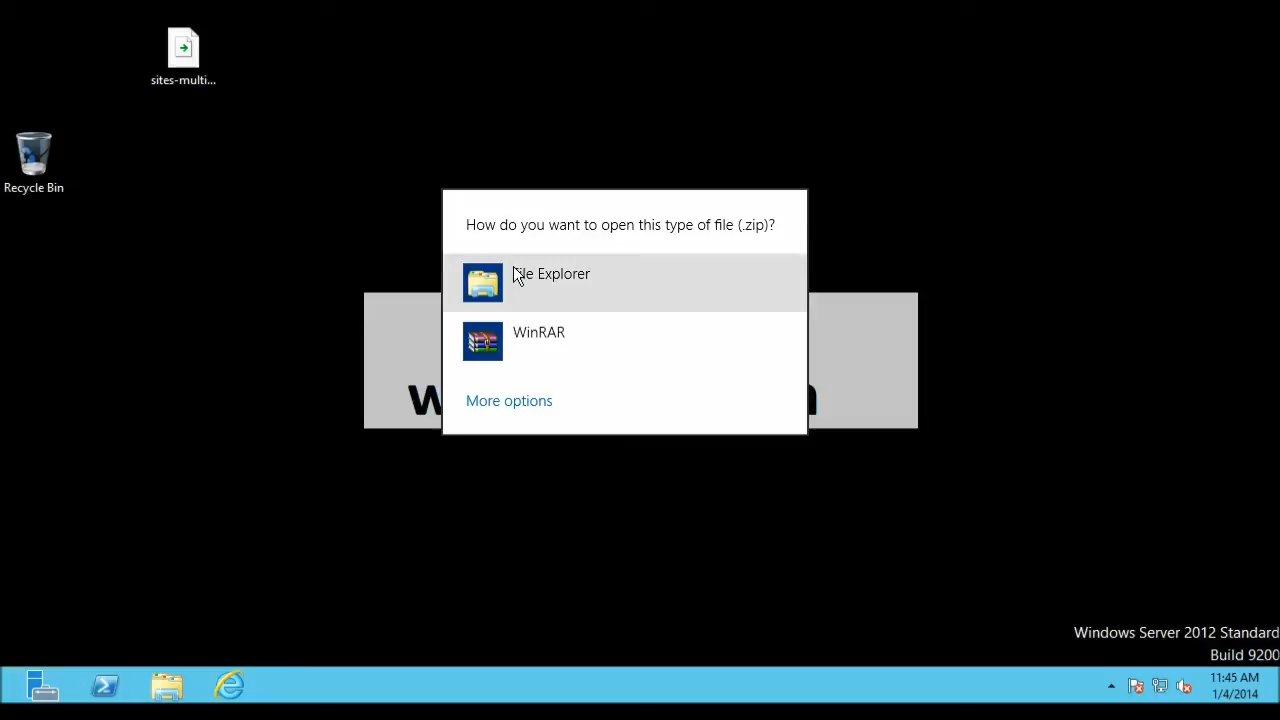 sites-multi...
Recycle Bin
How do you want to open this type of file (.zip)?
File Explorer
WinRAR
More options
Windows Server 2012 Standard
Build 9200
11:45 AM
1/4/2014